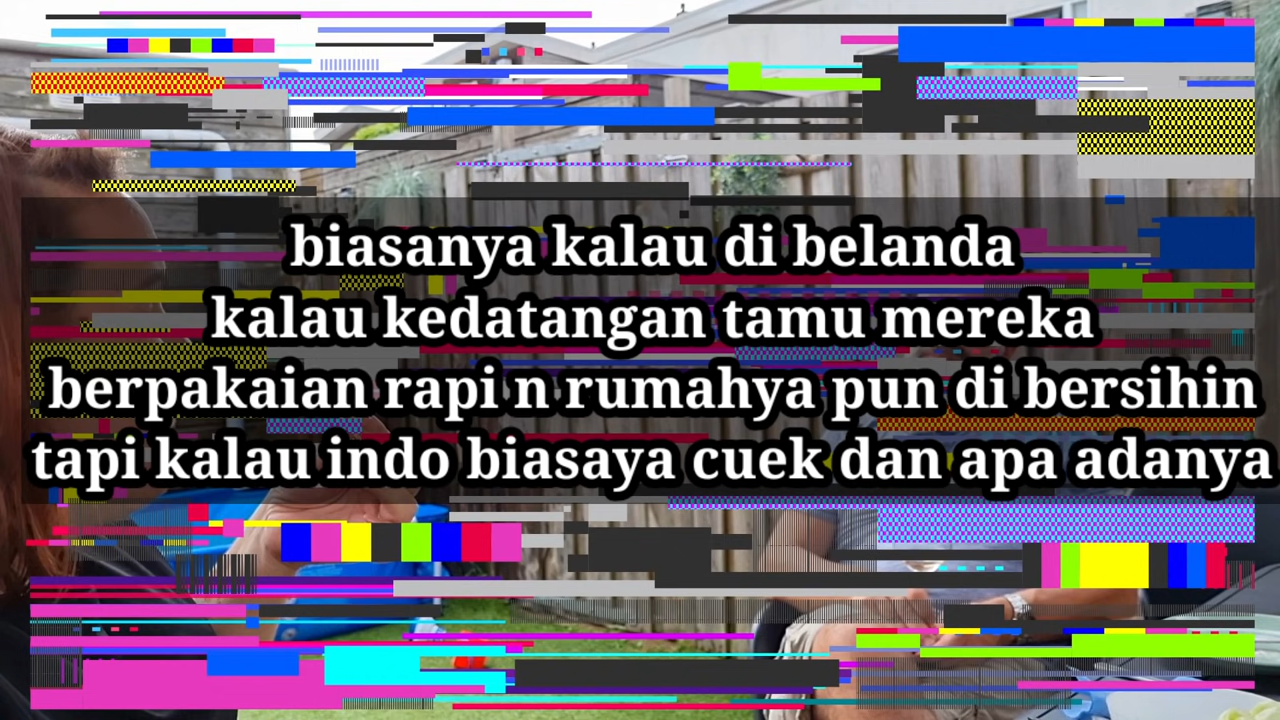 biasanya kalau di belanda
kalau kedatangan tamu mereka
berpakaian rapi n rumahya pun di bersihin
tapi kalau indo biasaya cuek dan apa adanya